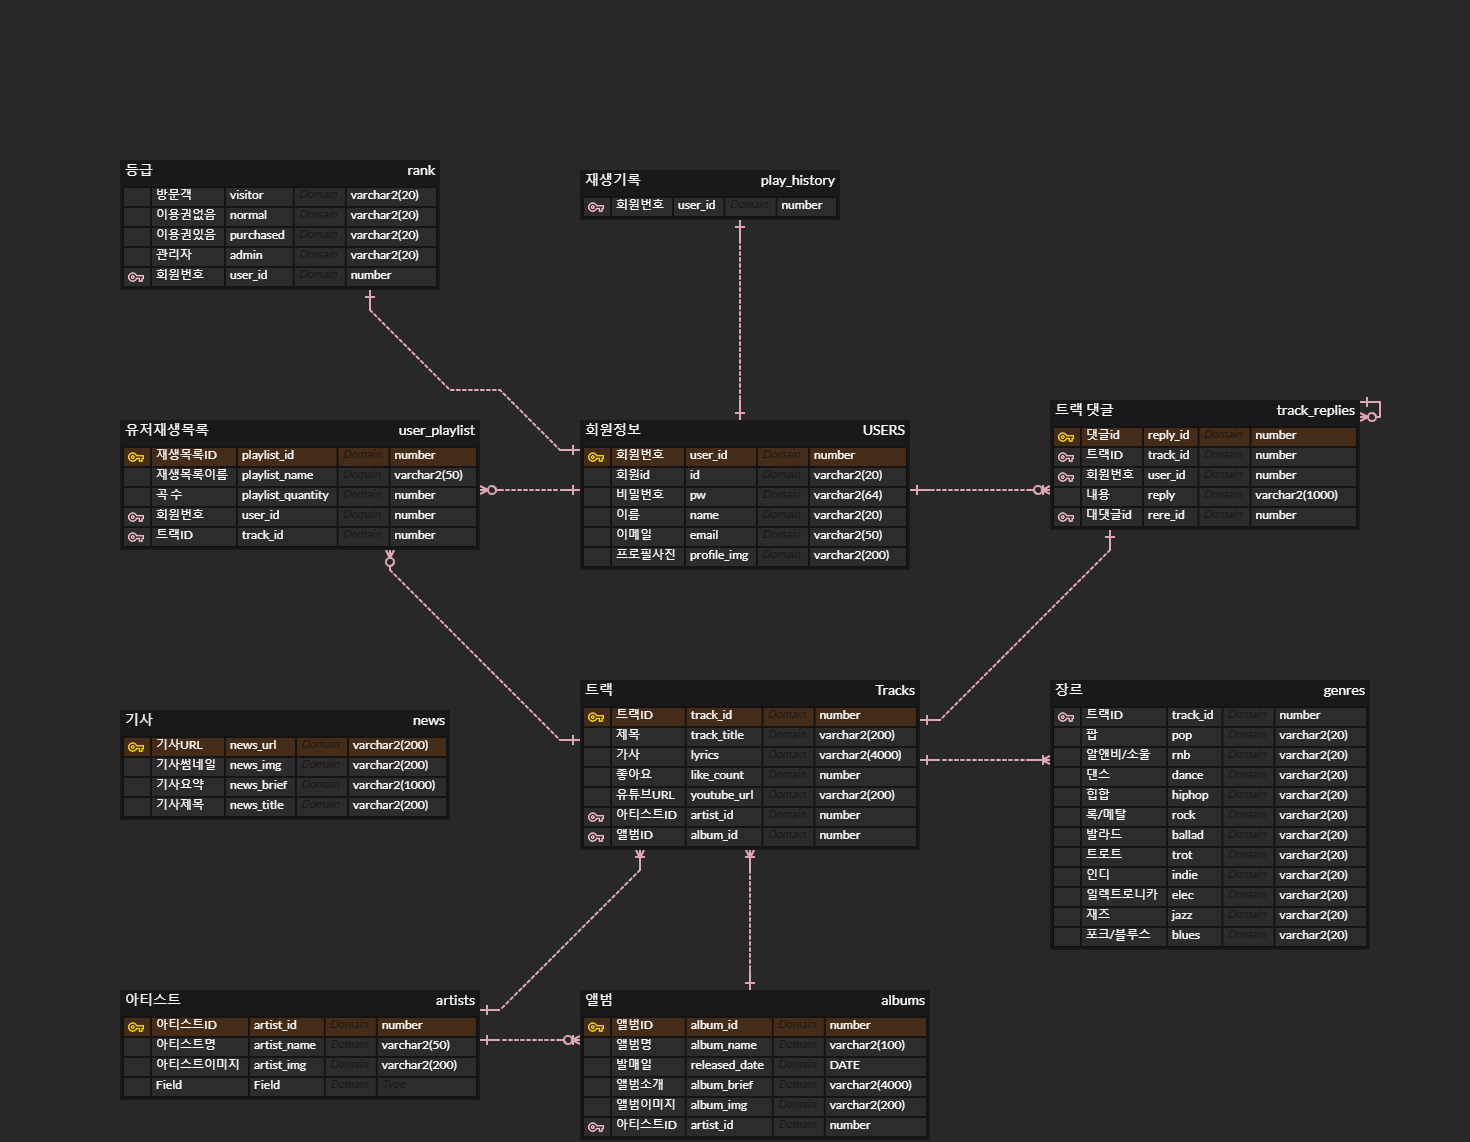 등급 rank
방문객 visitor Domain varchar2(20)
이용권없음 normal Domain varchar2(20)
이용권있음 purchased Domain varchar2(20)
관리자 admin Domain varchar2(20)
회원번호 user_id Domain number
재생기록 play_history
회원번호 user_id Domain number
유저재생목록 user_playlist
재생목록ID playlist_id Domain number
재생목록이름 playlist_name Domain varchar2(50)
곡 수 playlist_quantity Domain number
회원번호 user_id Domain number
트랙ID track_id Domain number
회원정보 USERS
회원번호 user_id Domain number
회원id id Domain varchar2(20)
비밀번호 pw Domain varchar2(64)
이름 name Domain varchar2(20)
이메일 email Domain varchar2(50)
프로필사진 profile_img Domain varchar2(200)
트랙 댓글 track_replies
댓글id reply_id Domain number
트랙ID track_id Domain number
회원번호 user_id Domain number
내용 reply Domain varchar2(1000)
대댓글id rere_id Domain number
기사 news
기사URL news_url Domain varchar2(200)
기사썸네일 news_img Domain varchar2(200)
기사요약 news_brief Domain varchar2(1000)
기사제목 news_title Domain varchar2(200)
트랙 Tracks
트랙ID track_id Domain number
제목 track_title Domain varchar2(200)
가사 lyrics Domain varchar2(4000)
좋아요 like_count Domain number
유튜브URL youtube_url Domain varchar2(200)
아티스트ID artist_id Domain number
앨범ID album_id Domain number
장르 genres
트랙ID track_id Domain number
팝 pop Domain varchar2(20)
알앤비/소울 rnb Domain varchar2(20)
댄스 dance Domain varchar2(20)
힙합 hiphop Domain varchar2(20)
록/메탈 rock Domain varchar2(20)
발라드 ballad Domain varchar2(20)
트로트 trot Domain varchar2(20)
인디 indie Domain varchar2(20)
일렉트로니카 elec Domain varchar2(20)
재즈 jazz Domain varchar2(20)
포크/블루스 blues Domain varchar2(20)
아티스트 artists
아티스트ID artist_id Domain number
아티스트명 artist_name Domain varchar2(50)
아티스트이미지 artist_img Domain varchar2(200)
Field Field Domain Type
앨범 albums
앨범ID album_id Domain number
앨범명 album_name Domain varchar2(100)
발매일 released_date Domain DATE
앨범소개 album_brief Domain varchar2(4000)
앨범이미지 album_img Domain varchar2(200)
아티스트ID artist_id Domain number